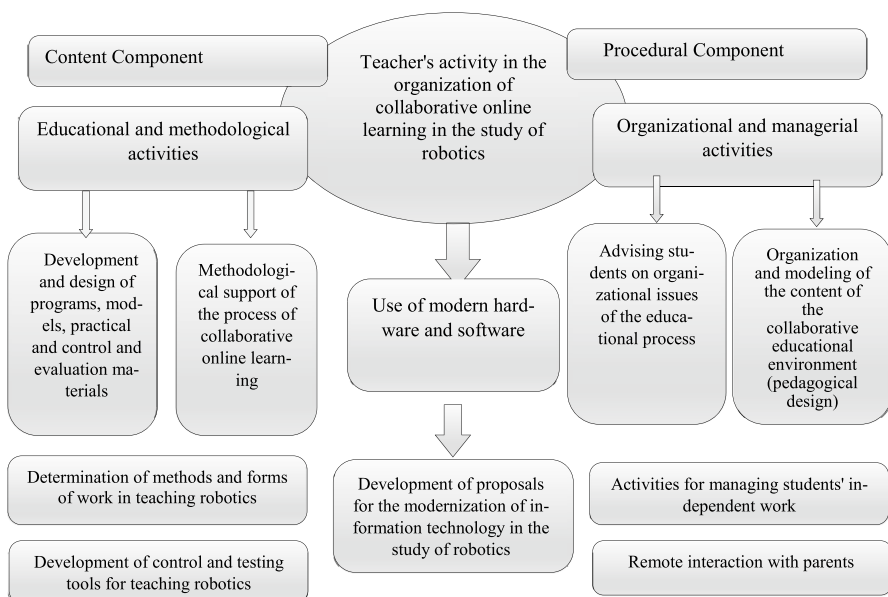 Content Component
Teacher's activity in the
organization of
collaborative online
learning in the study of
robotics
Procedural Component
Educational and methodological
activities
Organizational and managerial
activities
Development
and design of
programs, mod-
els, practical
and control and
evaluation ma-
terials
Methodologi-
cal support of
the process of
collaborative
online learn-
ing
Use of modern hard-
ware and software
Advising stu-
dents on organi-
zational issues
of the educa-
tional process
Organization
and modeling of
the content of
the
collaborative
educational
environment
(pedagogical
design)
Determination of methods and forms
of work in teaching robotics
Development of proposals
for the modernization of in-
formation technology in the
study of robotics
Activities for managing students' in-
dependent work
Development of control and testing
tools for teaching robotics
Remote interaction with parents